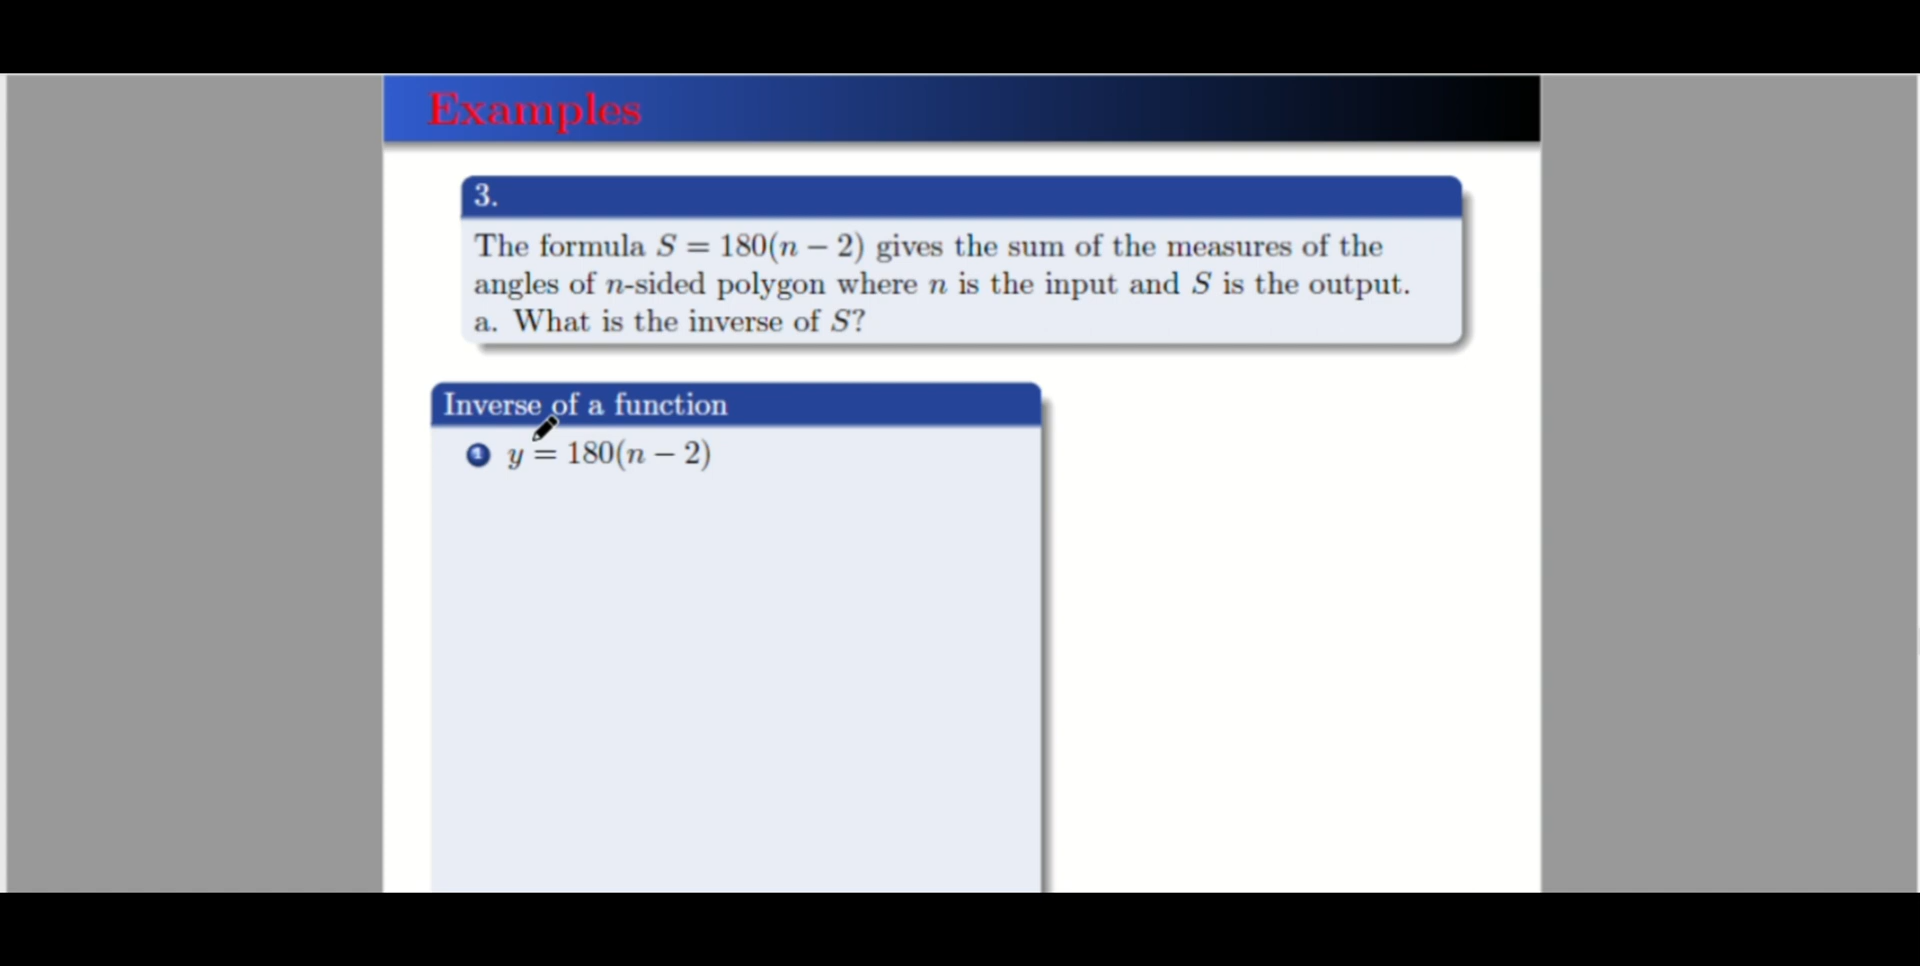 Examples
3.
The formula S = 180(n − 2) gives the sum of the measures of the
angles of n-sided polygon where n is the input and S is the output.
a. What is the inverse of S?
Inverse of a function
1 y = 180(n − 2)